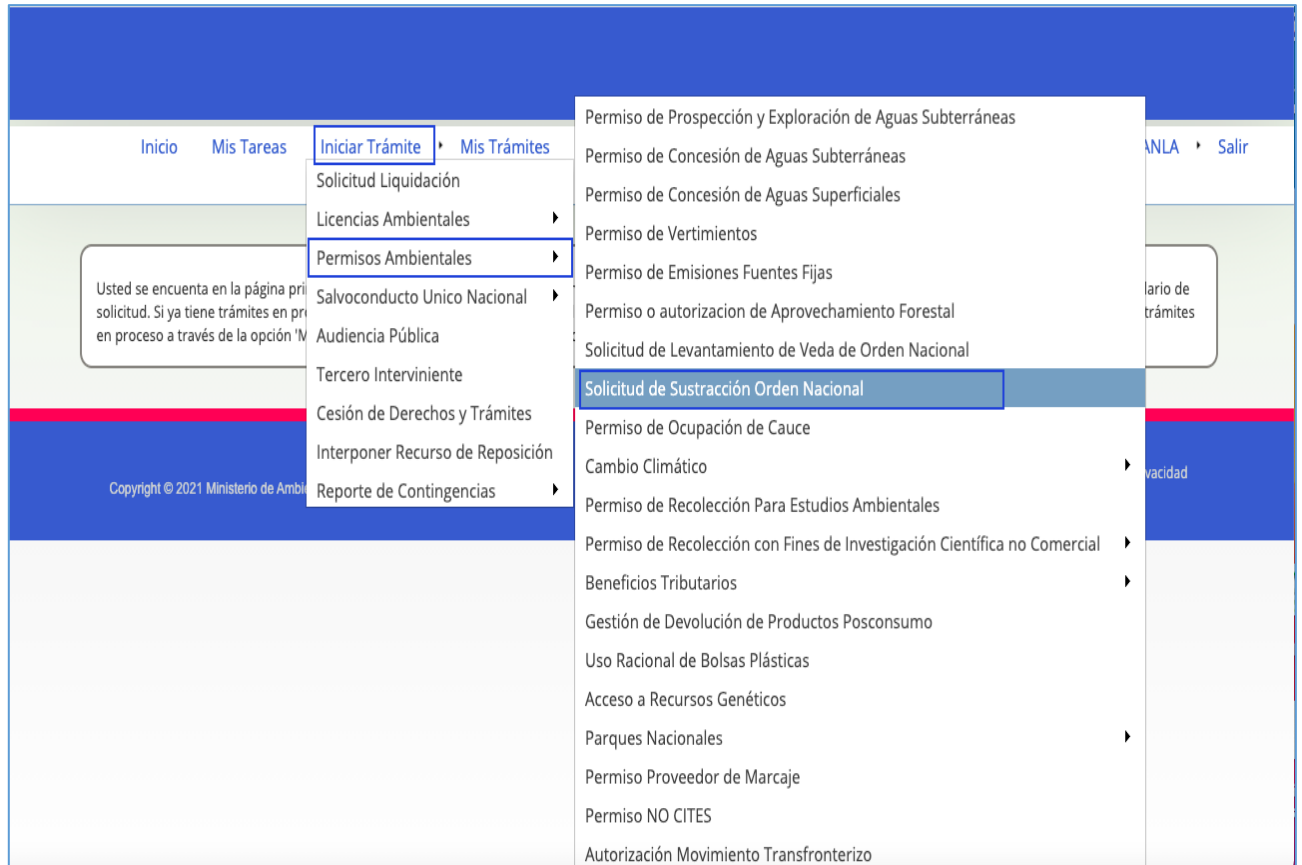 Inicio Mis Tareas Iniciar Trámite Mis Trámites ANLA Salir
Solicitud Liquidación
Licencias Ambientales
Permisos Ambientales
Salvoconducto Unico Nacional
Audiencia Pública
Tercero Interviniente
Cesión de Derechos y Trámites
Interponer Recurso de Reposición
Reporte de Contingencias
Permiso de Prospección y Exploración de Aguas Subterráneas
Permiso de Concesión de Aguas Subterráneas
Permiso de Concesión de Aguas Superficiales
Permiso de Vertimientos
Permiso de Emisiones Fuentes Fijas
Permiso o autorizacion de Aprovechamiento Forestal
Solicitud de Levantamiento de Veda de Orden Nacional
Solicitud de Sustracción Orden Nacional
Permiso de Ocupación de Cauce
Cambio Climático
Permiso de Recolección Para Estudios Ambientales
Permiso de Recolección con Fines de Investigación Científica no Comercial
Beneficios Tributarios
Gestión de Devolución de Productos Posconsumo
Uso Racional de Bolsas Plásticas
Acceso a Recursos Genéticos
Parques Nacionales
Permiso Proveedor de Marcaje
Permiso NO CITES
Autorización Movimiento Transfronterizo
Usted se encuenta en la página
solicitud. Si ya tiene trámites en
en proceso a través de la opción
de
trámites
Copyright © 2021 Ministerio de